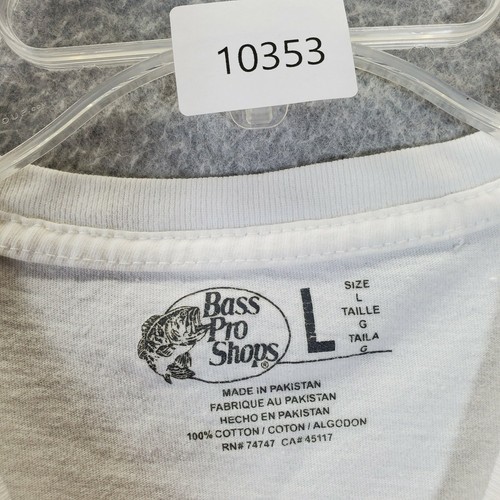 10353
Bass
Pro
Shops®
L
SIZE
L
TAILLE
G
TAILA
G
MADE IN PAKISTAN
FABRIQUE AU PAKISTAN
HECHO EN PAKISTAN
100% COTTON / COTON / ALGODON
RN# 74747 CA# 45117